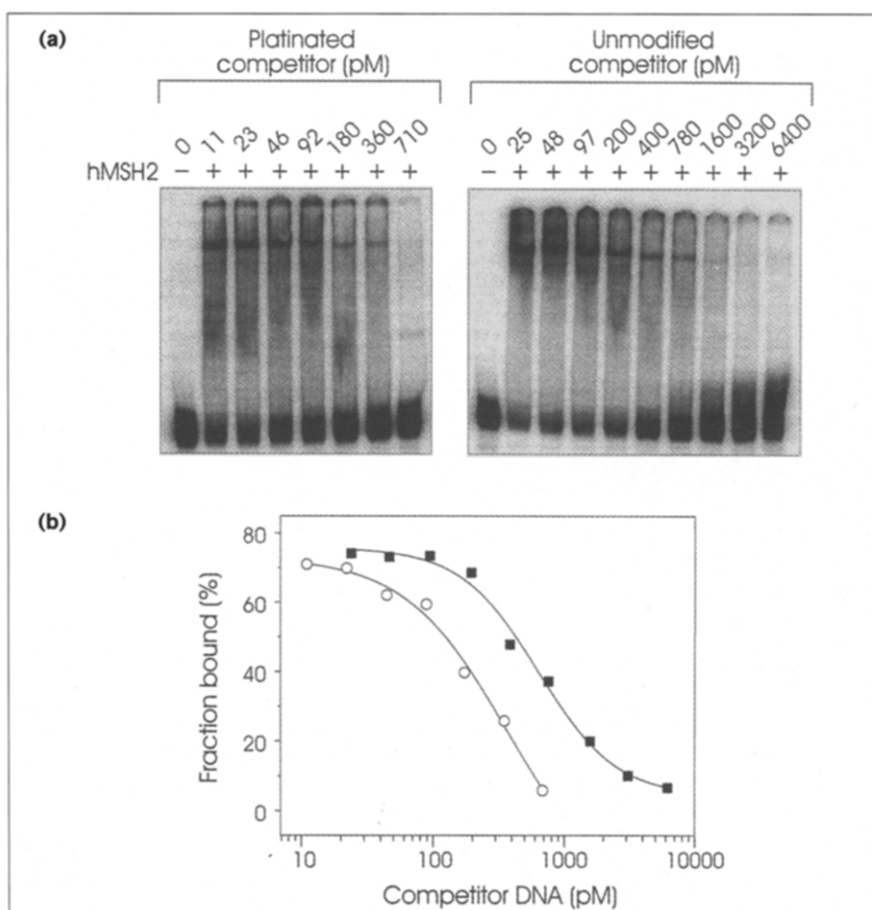 (a)
Platinated competitor (pM)
0 11 23 46 92 180 360 710
hMSH2 − + + + + + + +
Unmodified competitor (pM)
0 25 48 97 200 400 780 1600 3200 6400
− + + + + + + + + +
(b)
Fraction bound (%)
80
60
40
20
0
10 100 1000 10000
Competitor DNA (pM)